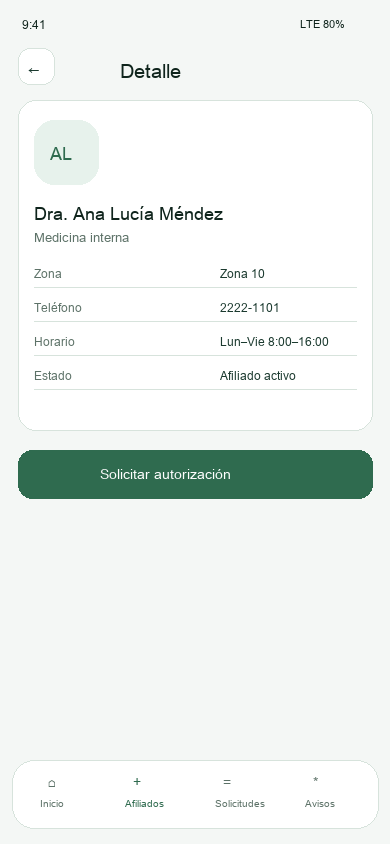 9:41 LTE 80%
← Detalle
AL
Dra. Ana Lucía Méndez
Medicina interna
Zona Zona 10
Teléfono 2222-1101
Horario Lun–Vie 8:00–16:00
Estado Afiliado activo
Solicitar autorización
⌂ + = *
Inicio Afiliados Solicitudes Avisos